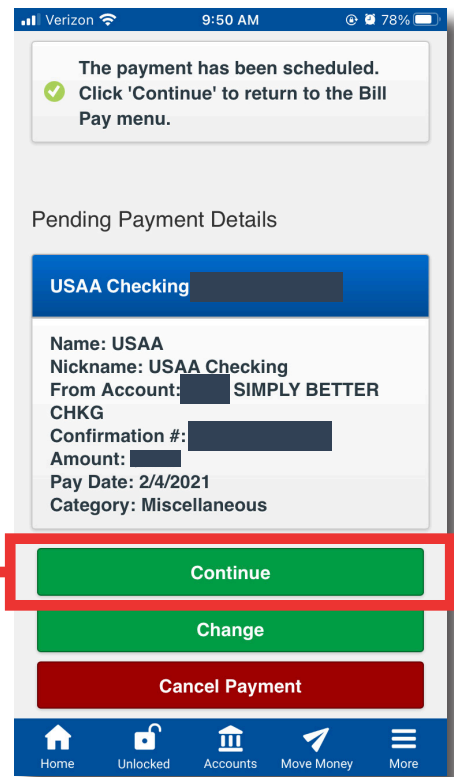 Verizon 9:50 AM 78%
The payment has been scheduled.
Click 'Continue' to return to the Bill
Pay menu.
Pending Payment Details
USAA Checking
Name: USAA
Nickname: USAA Checking
From Account: SIMPLY BETTER
CHKG
Confirmation #:
Amount:
Pay Date: 2/4/2021
Category: Miscellaneous
Continue
Change
Cancel Payment
Home Unlocked Accounts Move Money More